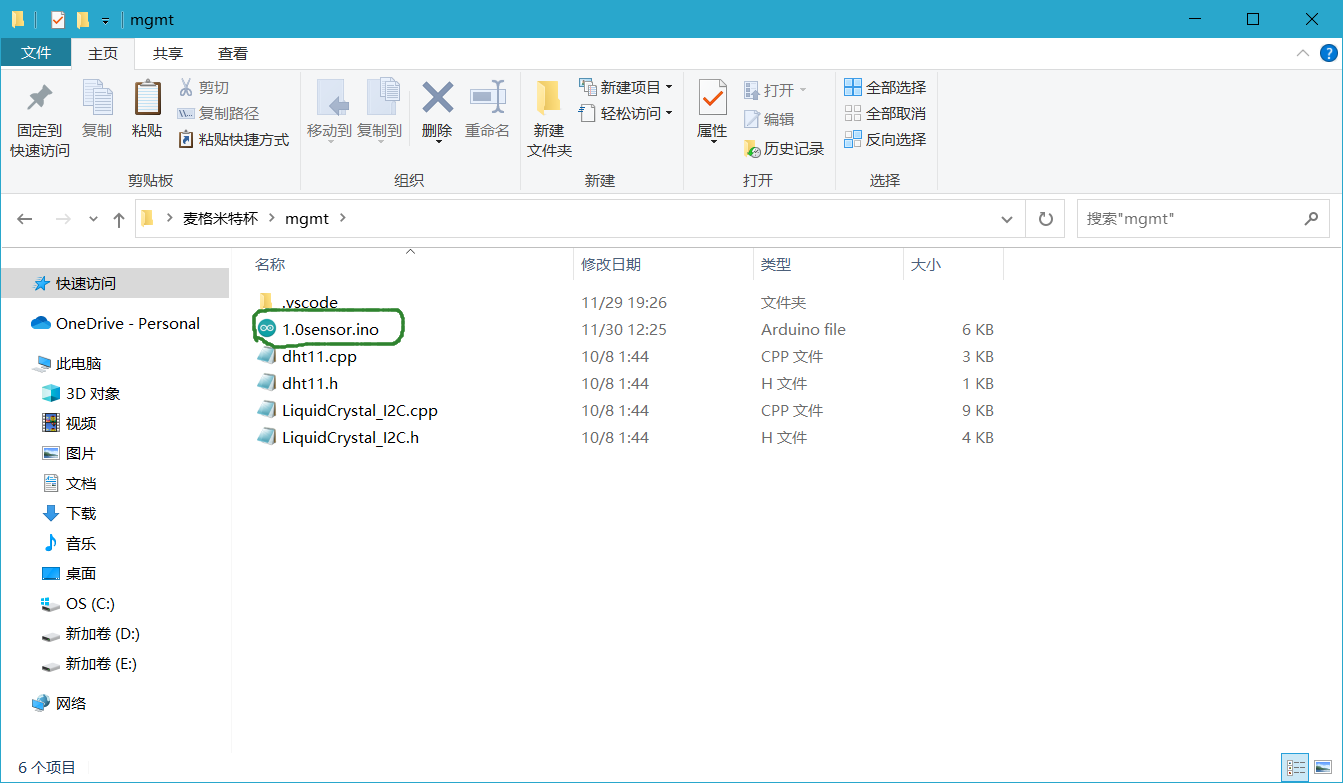 mgmt
文件 主页 共享 查看
固定到 快速访问
复制
粘贴
剪切
复制路径
粘贴快捷方式
剪贴板
移动到
复制到
删除
重命名
组织
新建 文件夹
新建项目
轻松访问
新建
属性
打开
编辑
历史记录
打开
全部选择
全部取消
反向选择
选择
麦格米特杯 mgmt
搜索"mgmt"
快速访问
OneDrive - Personal
此电脑
3D 对象
视频
图片
文档
下载
音乐
桌面
OS (C:)
新加卷 (D:)
新加卷 (E:)
网络
名称 修改日期 类型 大小
.vscode 11/29 19:26 文件夹
1.0sensor.ino 11/30 12:25 Arduino file 6 KB
dht11.cpp 10/8 1:44 CPP 文件 3 KB
dht11.h 10/8 1:44 H 文件 1 KB
LiquidCrystal_I2C.cpp 10/8 1:44 CPP 文件 9 KB
LiquidCrystal_I2C.h 10/8 1:44 H 文件 4 KB
6 个项目